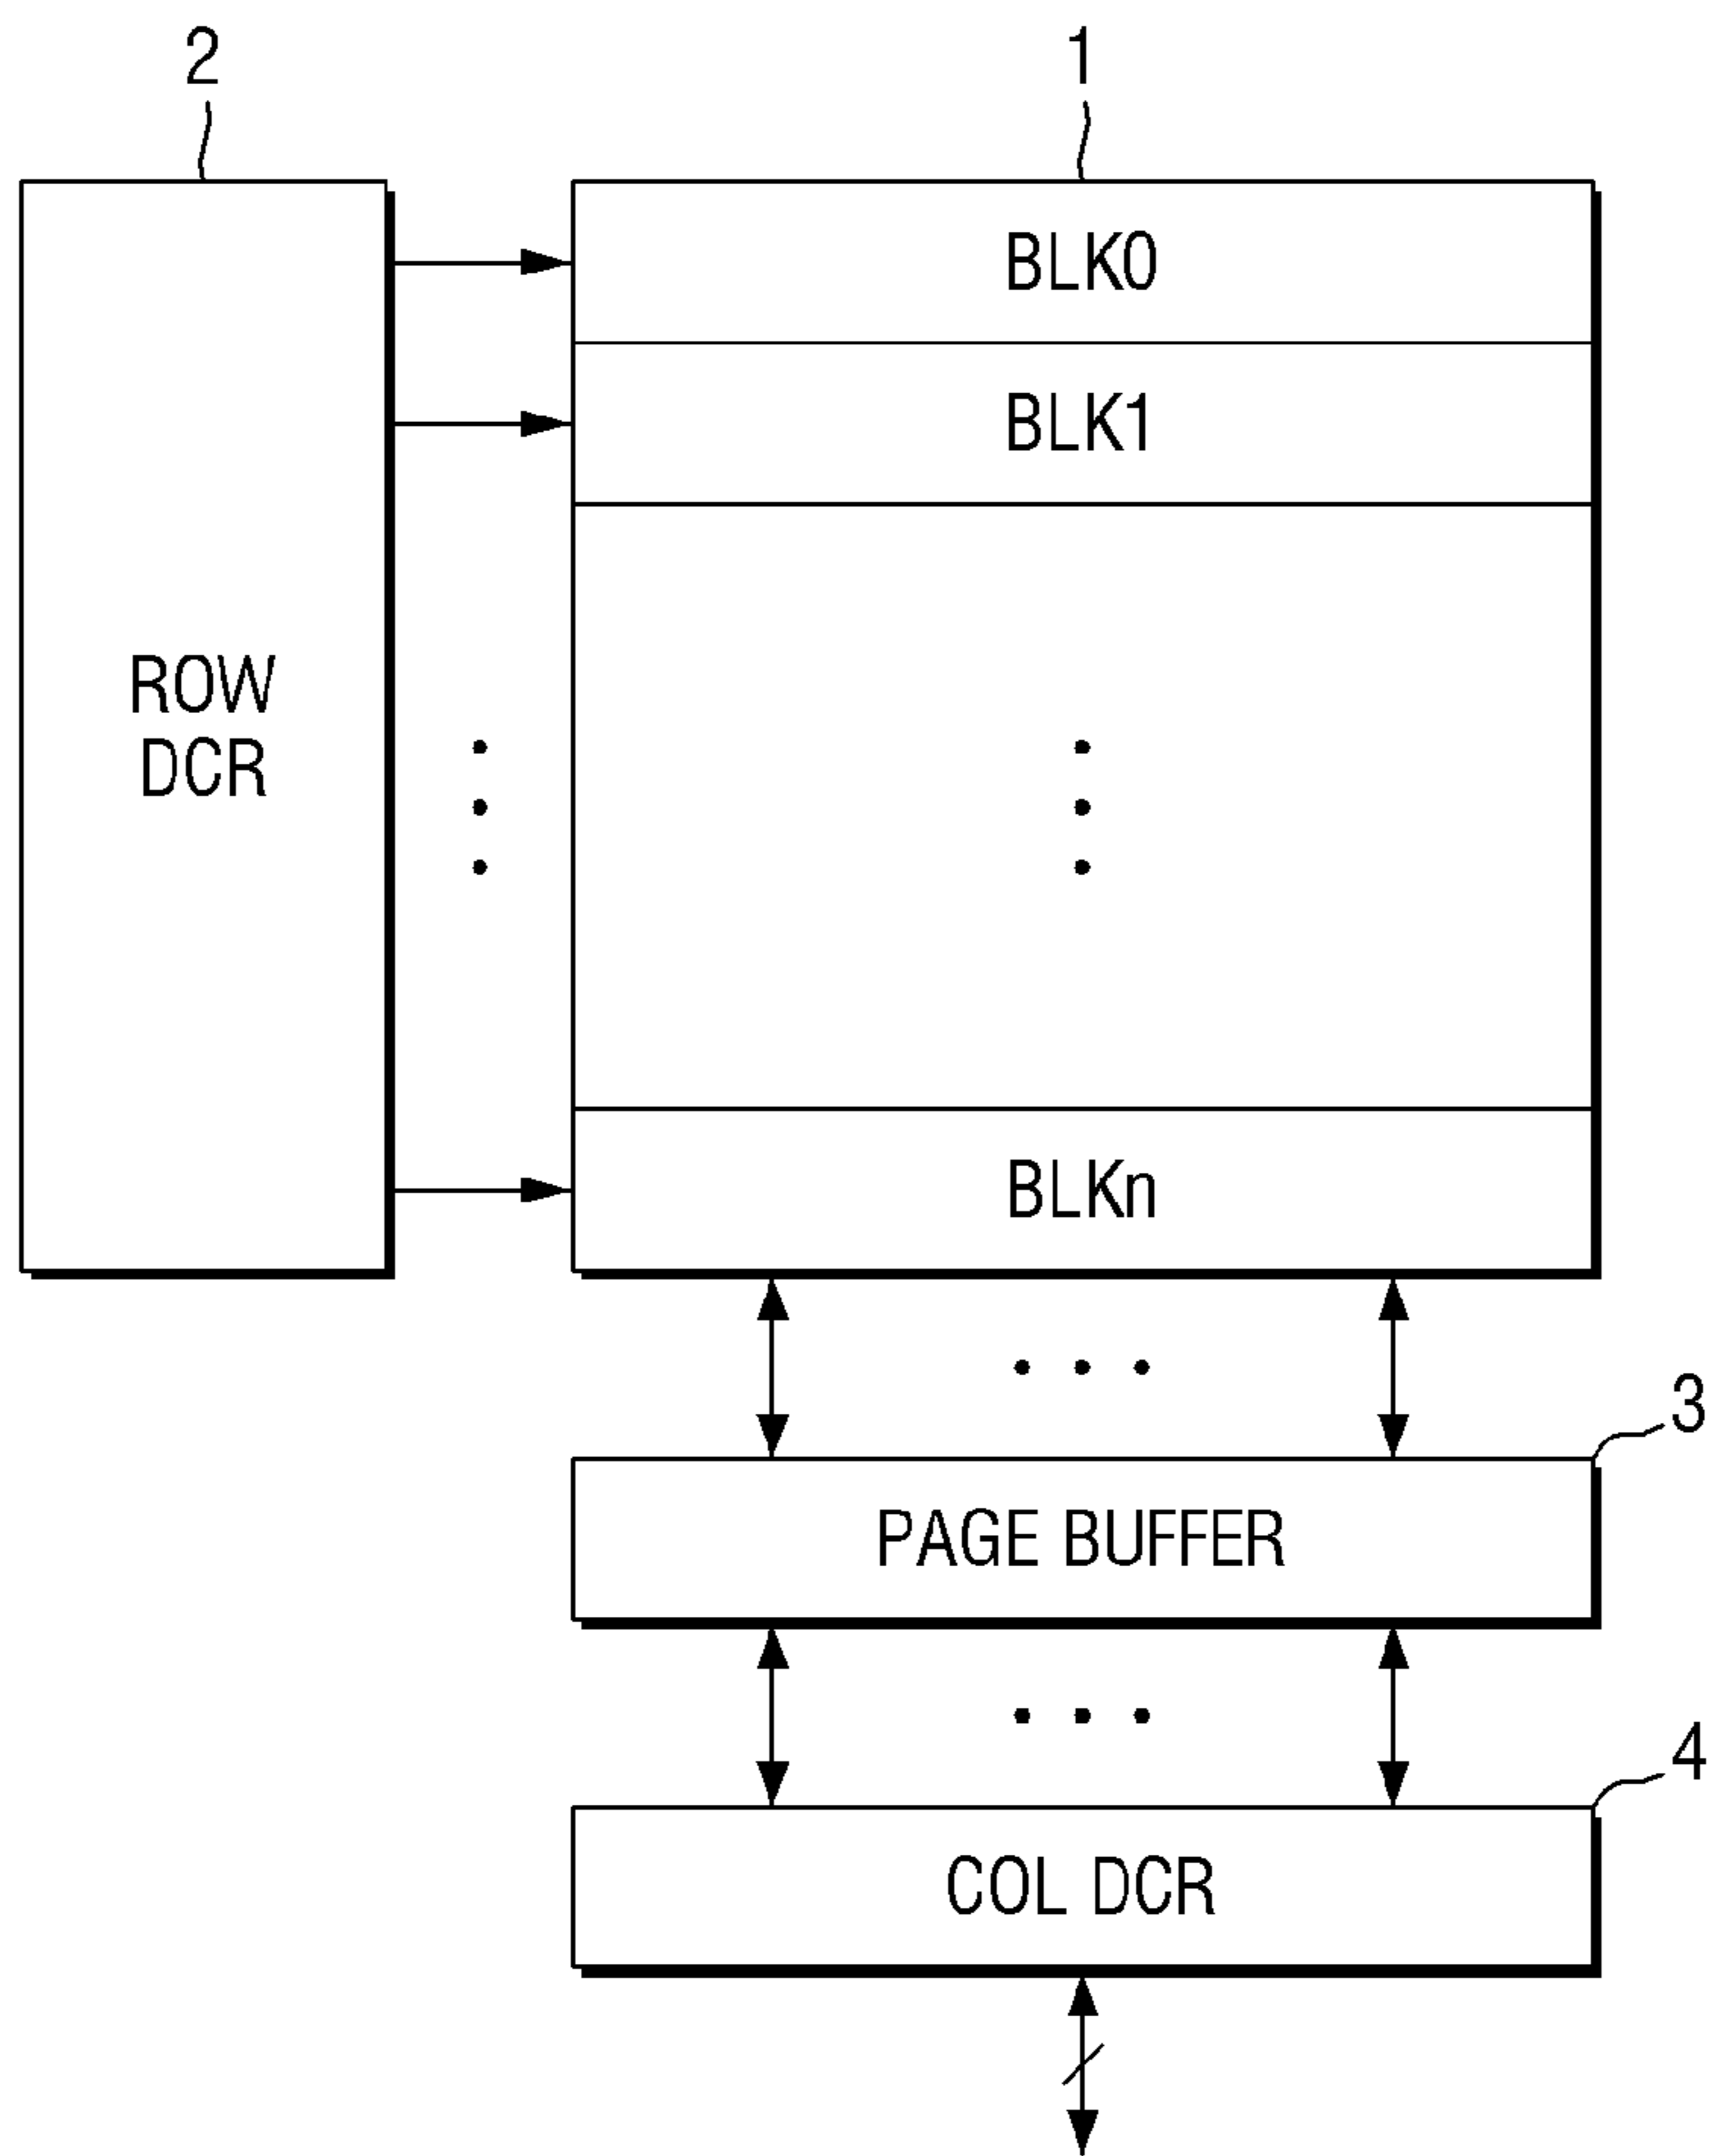 2
1
BLK0
BLK1
ROW
DCR
BLKn
3
PAGE BUFFER
4
COL DCR